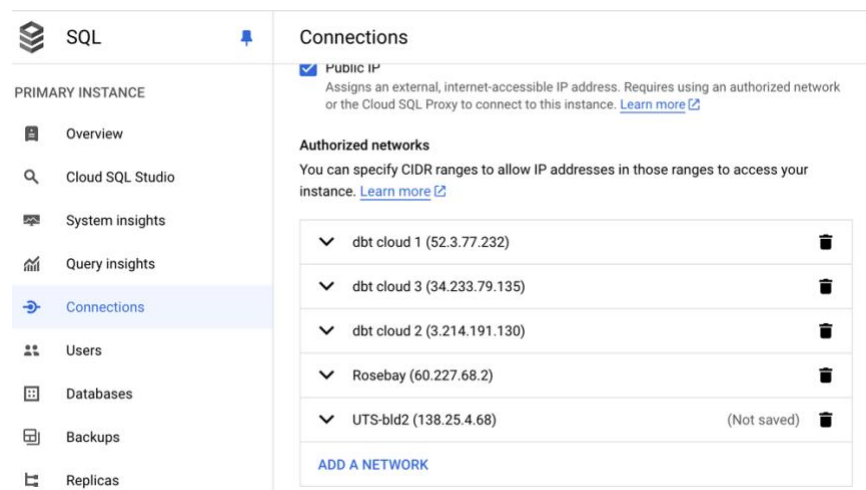 SQL
PRIMARY INSTANCE
Overview
Cloud SQL Studio
System insights
Query insights
Connections
Users
Databases
Backups
Replicas
Connections
Public IP
Assigns an external, internet-accessible IP address. Requires using an authorized network
or the Cloud SQL Proxy to connect to this instance. Learn more
Authorized networks
You can specify CIDR ranges to allow IP addresses in those ranges to access your
instance. Learn more
dbt cloud 1 (52.3.77.232)
dbt cloud 3 (34.233.79.135)
dbt cloud 2 (3.214.191.130)
Rosebay (60.227.68.2)
UTS-bld2 (138.25.4.68) (Not saved)
ADD A NETWORK